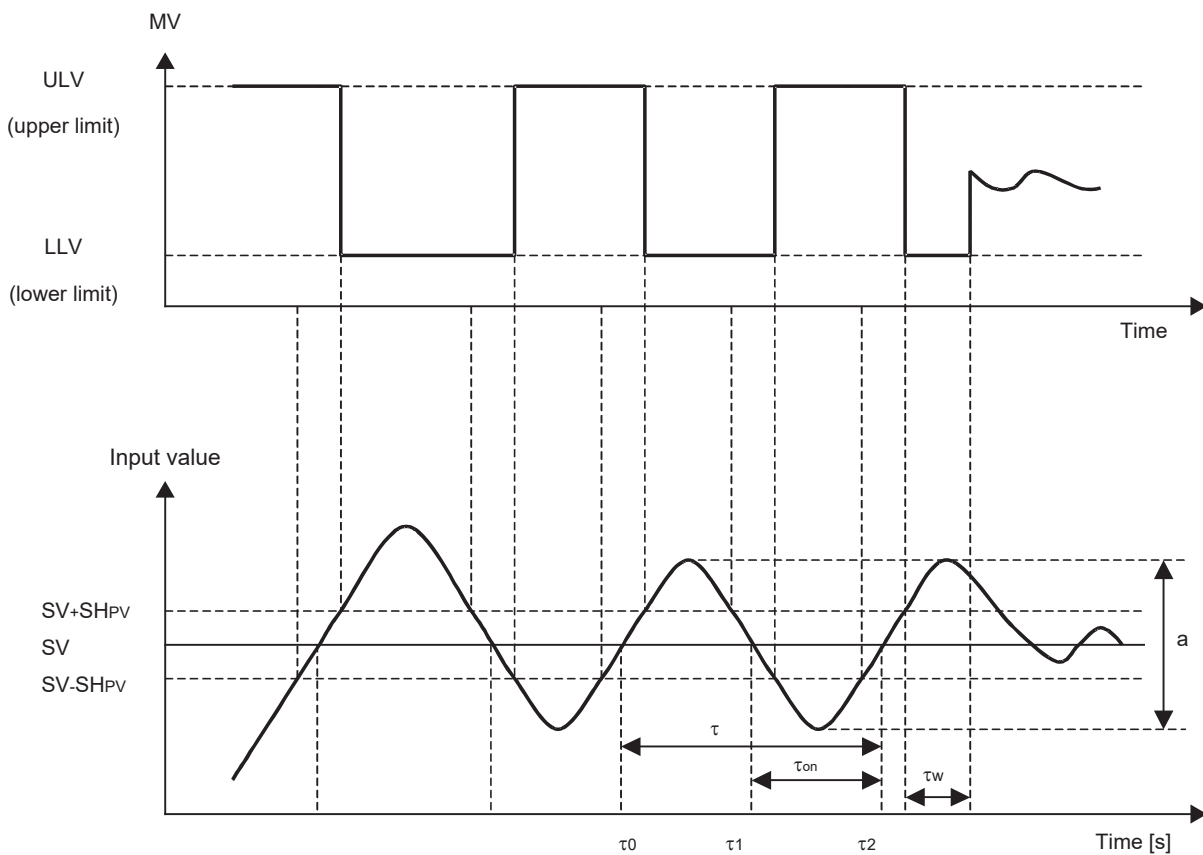 MV
ULV
(upper limit)
LLV
(lower limit)
Time
Input value
SV+SHPV
SV
SV-SHPV
a
τ
τon
τw
τ0 τ1 τ2 Time [s]